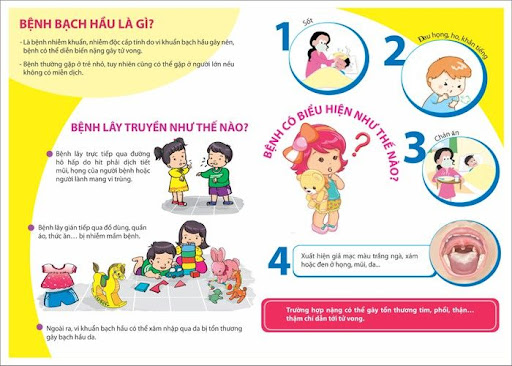 BỆNH BẠCH HẦU LÀ GÌ?
- Là bệnh nhiễm khuẩn, nhiễm độc cấp tính do vi khuẩn bạch hầu gây nên,
bệnh có thể diễn biến nặng gây tử vong.
- Bệnh thường gặp ở trẻ nhỏ, tuy nhiên cũng có thể gặp ở người lớn nếu
không có miễn dịch.
BỆNH LÂY TRUYỀN NHƯ THẾ NÀO?
Bệnh lây trực tiếp qua đường
hô hấp do hít phải dịch tiết
mũi, họng của người bệnh hoặc
người lành mang vi trùng.
Bệnh lây gián tiếp qua đồ dùng, quần
áo, thức ăn... bị nhiễm mầm bệnh.
Ngoài ra, vi khuẩn bạch hầu có thể xâm nhập qua da bị tổn thương
gây bạch hầu da.
BỆNH CÓ BIỂU HIỆN NHƯ THẾ NÀO?
?
1
Sốt
2
Đau họng, ho, khàn tiếng
3
Chán ăn
4
Xuất hiện giả mạc màu trắng ngà, xám
hoặc đen ở họng, mũi, da...
Trường hợp nặng có thể gây tổn thương tim, phổi, thận...
thậm chí dẫn tới tử vong.